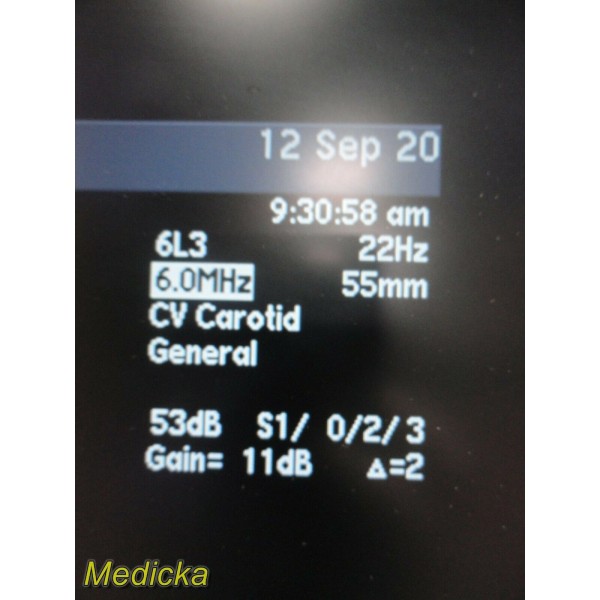 12 Sep 20
9:30:58 am
6L3 22Hz
6.0MHz 55mm
CV Carotid
General
53dB S1/ 0/2/3
Gain= 11dB Δ=2
Medicka